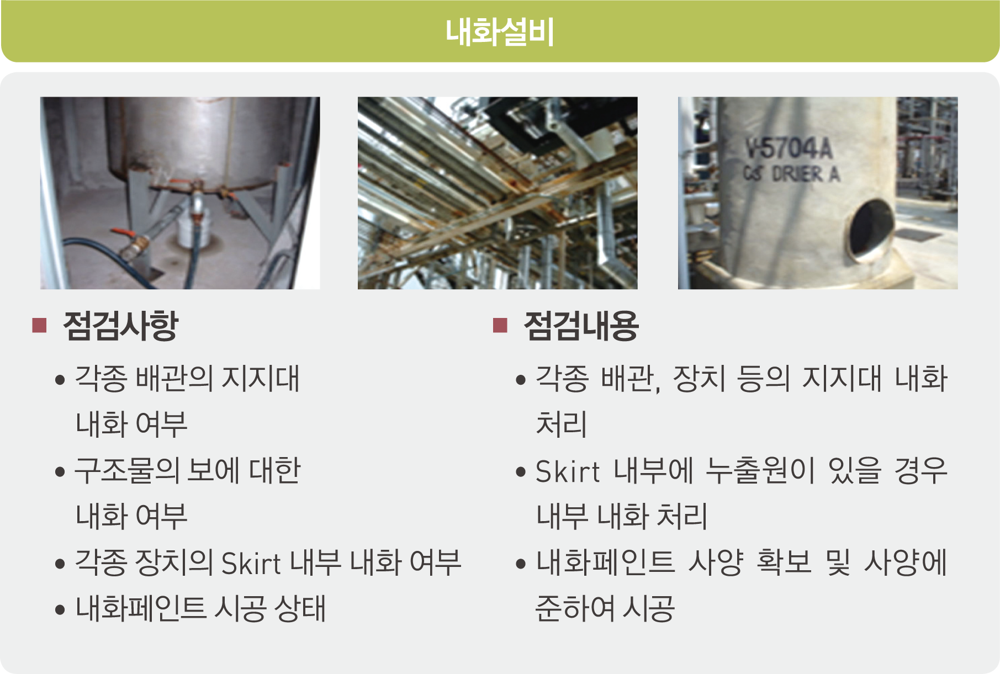 내화설비
V-5704A
C5 DRIER A
점검사항
• 각종 배관의 지지대
내화 여부
• 구조물의 보에 대한
내화 여부
• 각종 장치의 Skirt 내부 내화 여부
• 내화페인트 시공 상태
점검내용
• 각종 배관, 장치 등의 지지대 내화
처리
• Skirt 내부에 누출원이 있을 경우
내부 내화 처리
• 내화페인트 사양 확보 및 사양에
준하여 시공